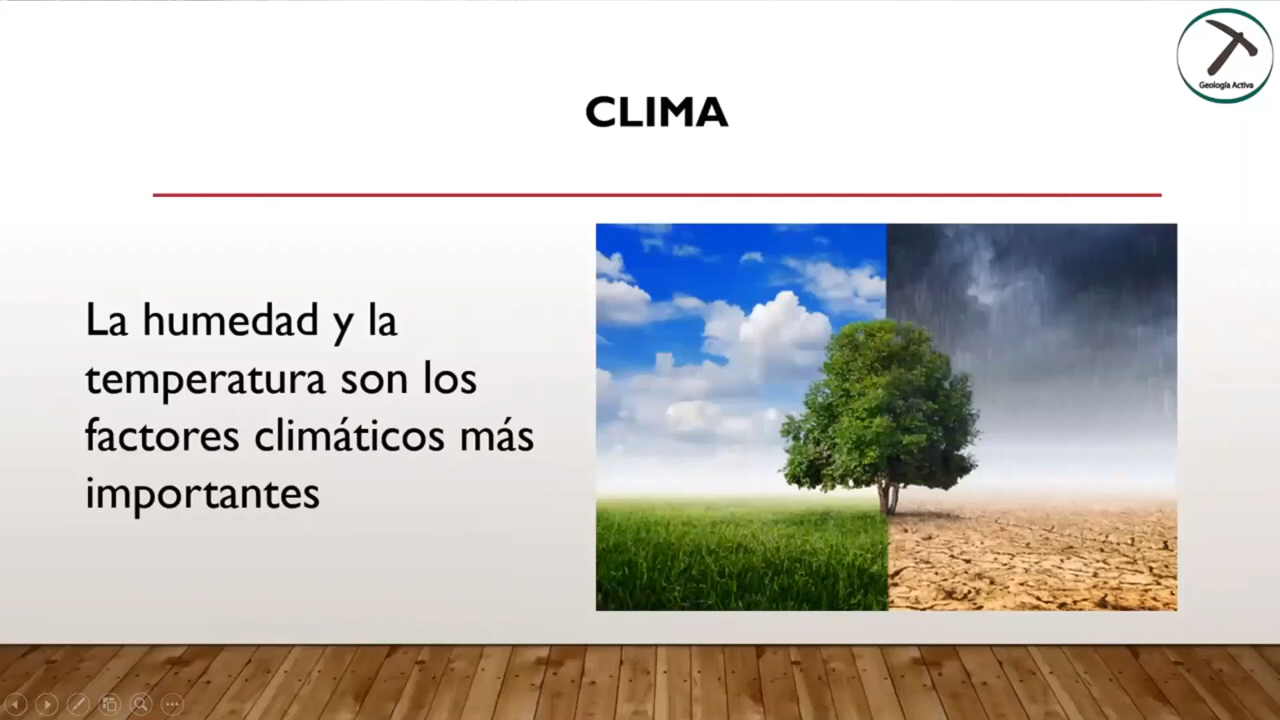 Geología Activa
CLIMA
La humedad y la
temperatura son los
factores climáticos más
importantes